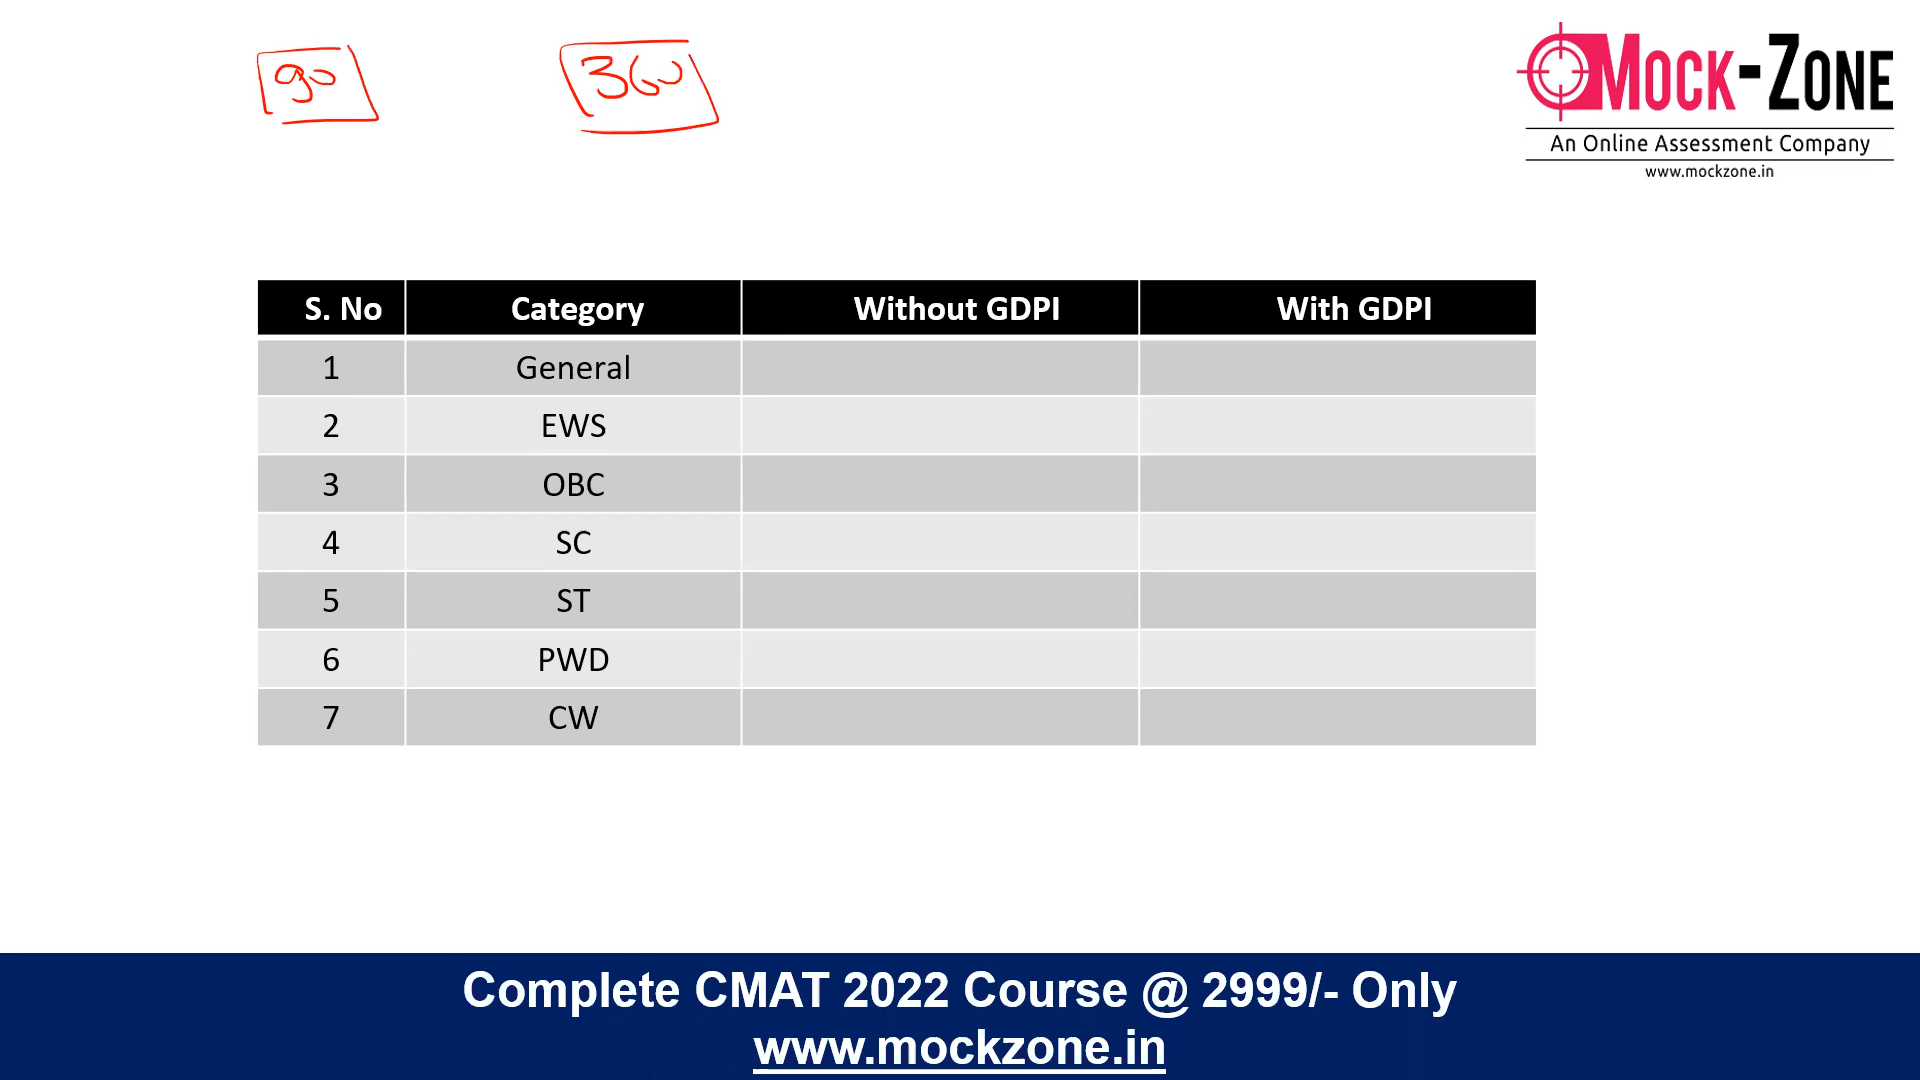 90 360
MOCK-ZONE
An Online Assessment Company
www.mockzone.in
S. No Category Without GDPI With GDPI
1 General
2 EWS
3 OBC
4 SC
5 ST
6 PWD
7 CW
Complete CMAT 2022 Course @ 2999/- Only
www.mockzone.in